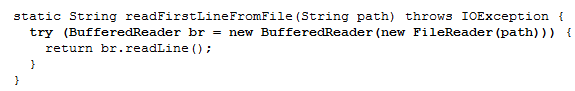 static String readFirstLineFromFile(String path) throws IOException {
  try (BufferedReader br = new BufferedReader(new FileReader(path))) {
    return br.readLine();
  }
}